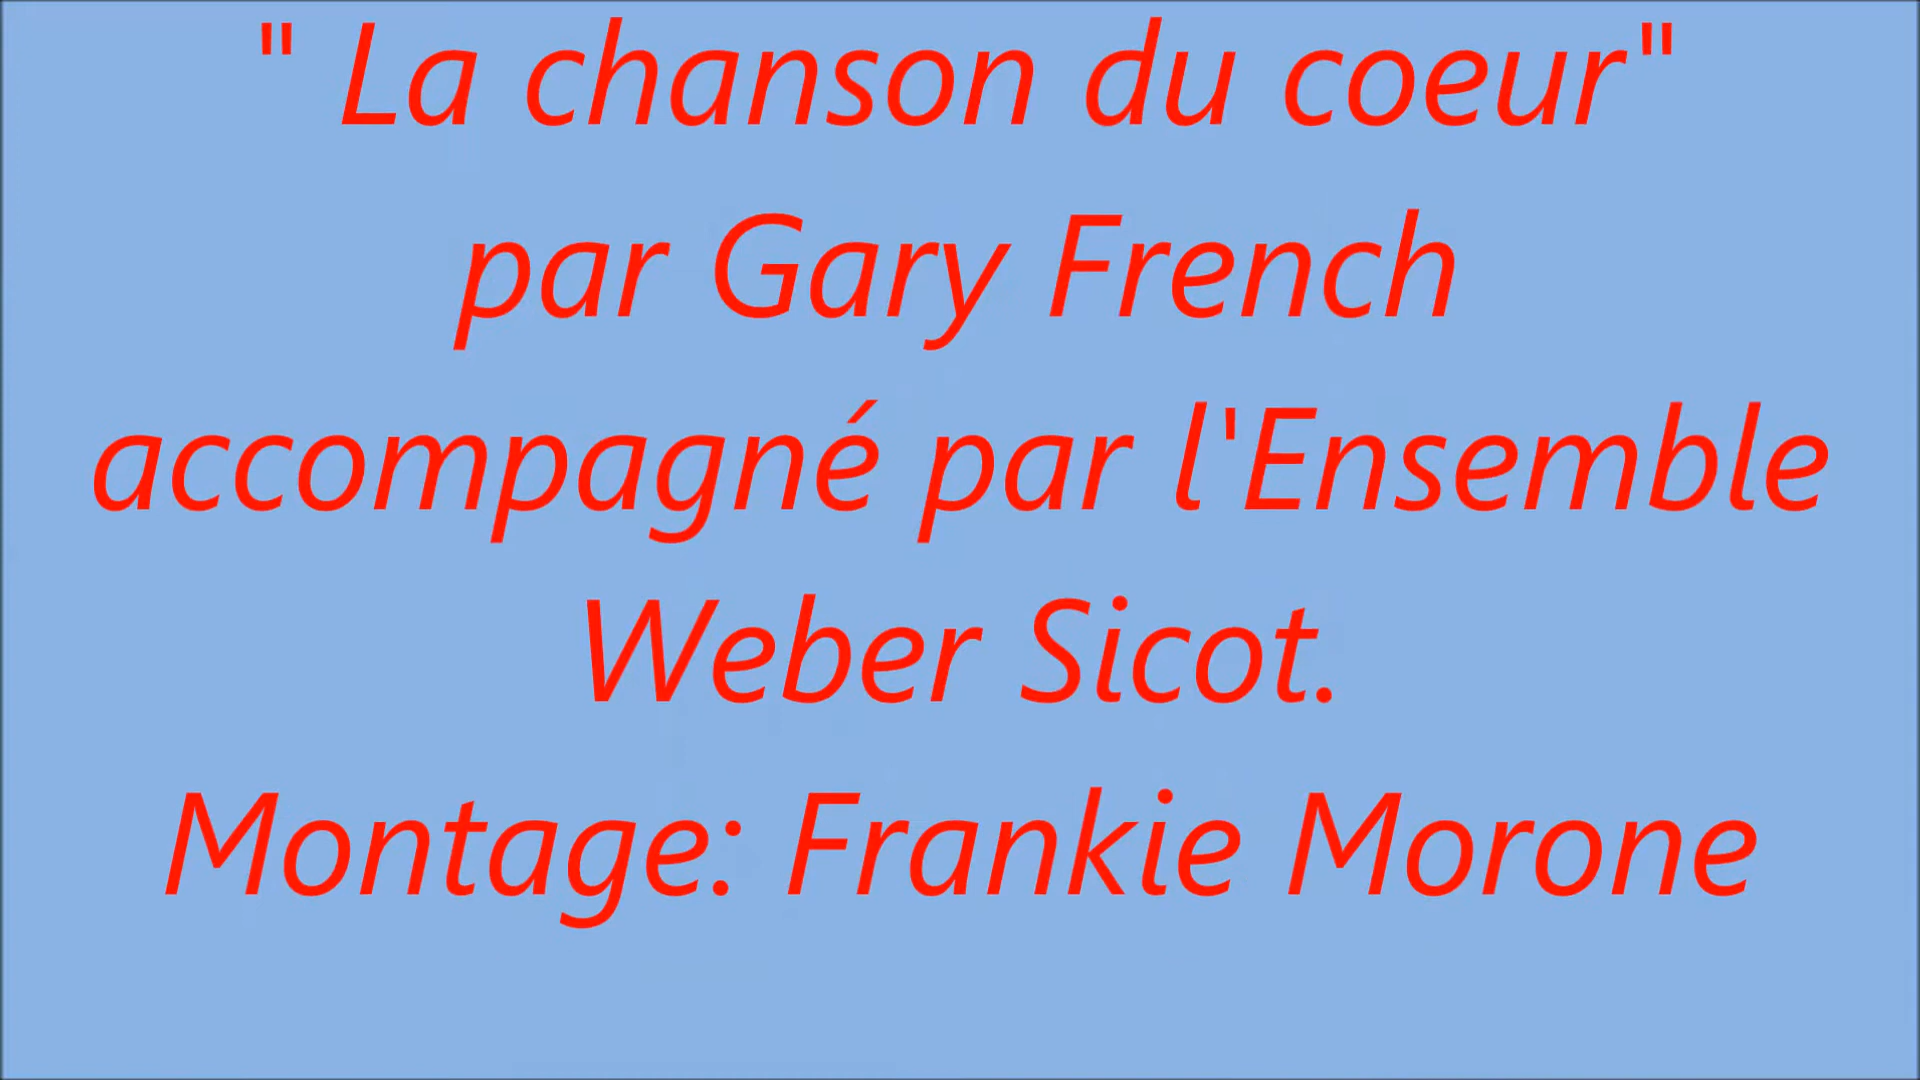 " La chanson du coeur"
par Gary French
accompagné par l'Ensemble
Weber Sicot.
Montage: Frankie Morone